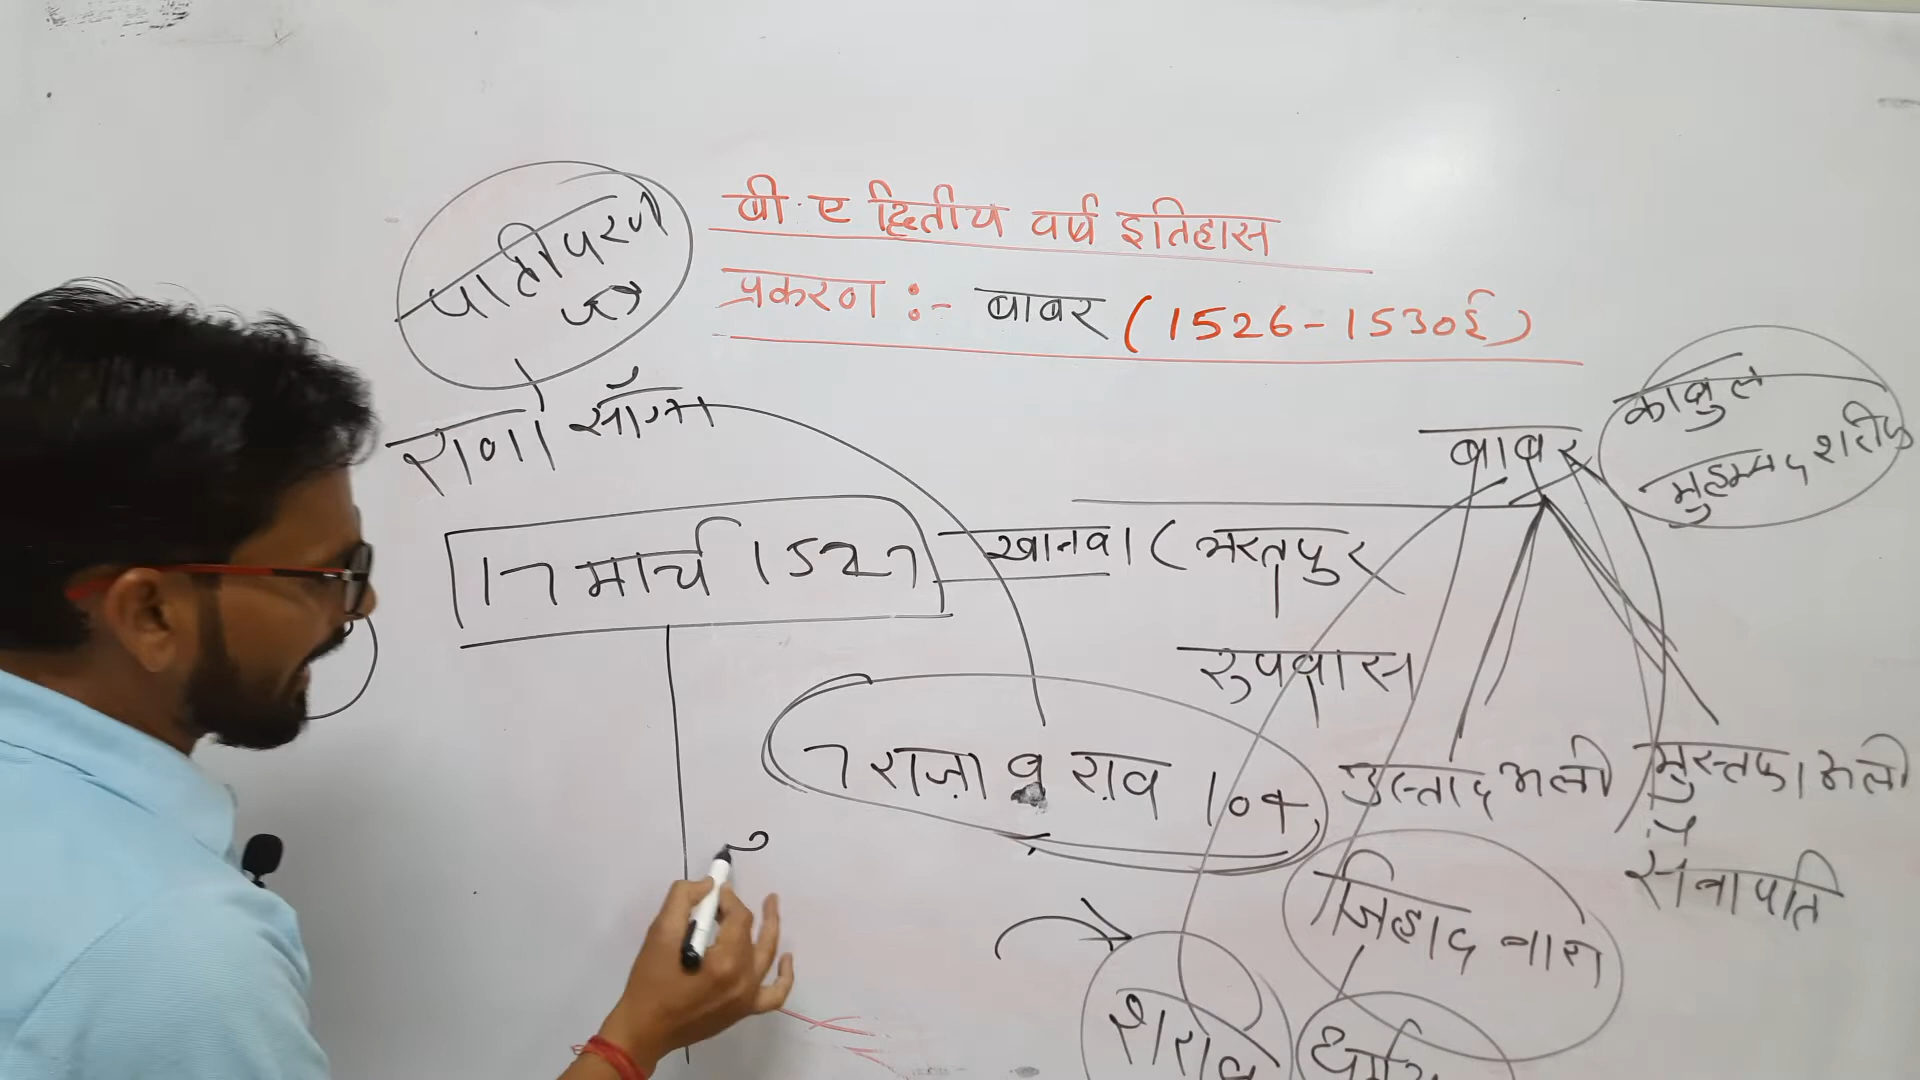 बी. ए द्वितीय वर्ष इतिहास
प्रकरण :- बाबर (1526-1530ई)
पातीपरण
राणा साँगा
बाबर
काबुल
मुहम्मद शरीफ
17 मार्च 1527
खानवा (भरतपुर
रुपवास
7 राजा व राव 104
उस्ताद अली
मुस्तफा अली
सेनापति
जिहाद नारा
शराब